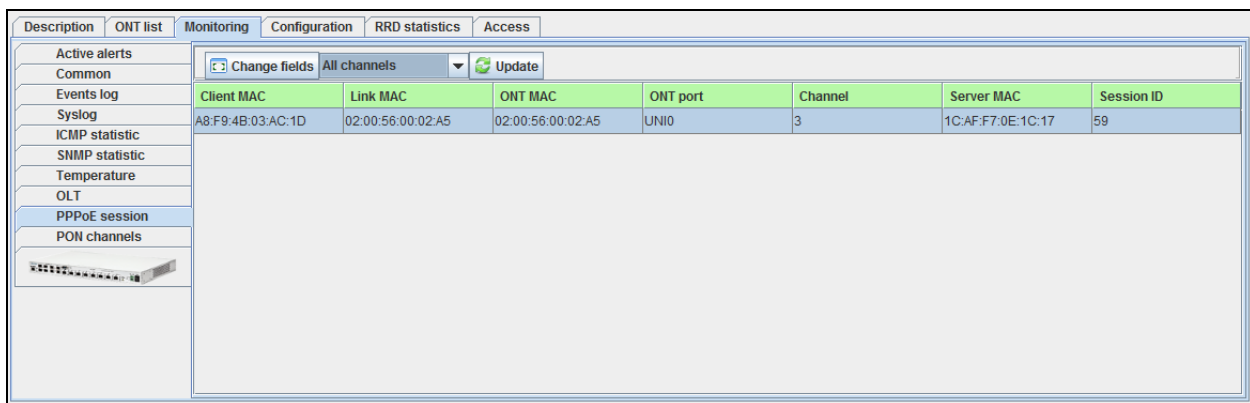 Description ONT list Monitoring Configuration RRD statistics Access
Active alerts
Common
Events log
Syslog
ICMP statistic
SNMP statistic
Temperature
OLT
PPPoE session
PON channels
Change fields All channels Update
Client MAC Link MAC ONT MAC ONT port Channel Server MAC Session ID
A8:F9:4B:03:AC:1D 02:00:56:00:02:A5 02:00:56:00:02:A5 UNI0 3 1C:AF:F7:0E:1C:17 59